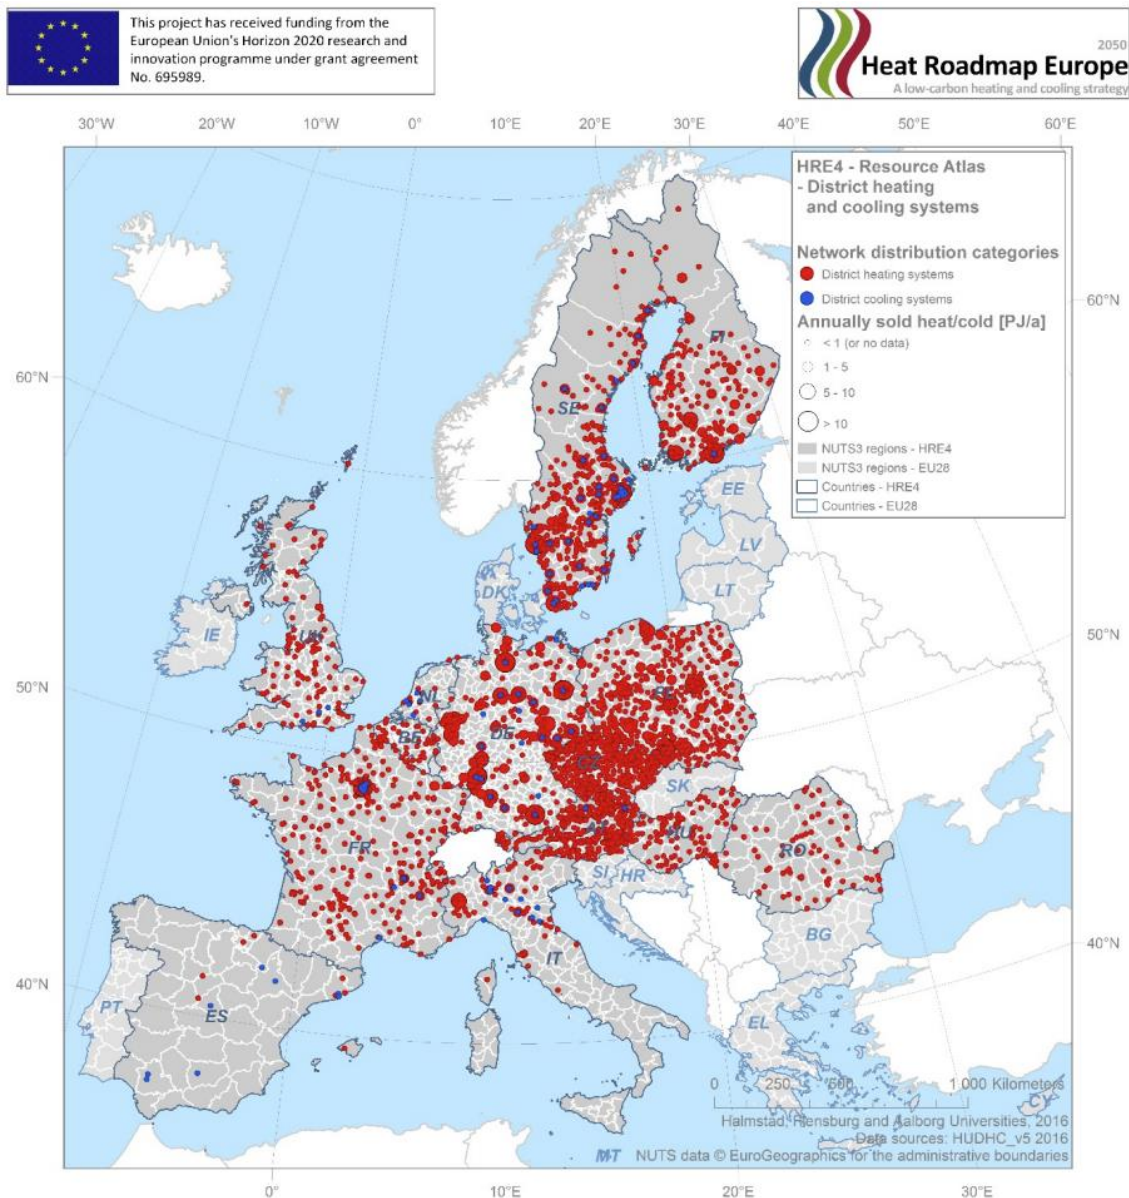 This project has received funding from the
European Union's Horizon 2020 research and
innovation programme under grant agreement
No. 695989.
2050
Heat Roadmap Europe
A low-carbon heating and cooling strategy
30°W 20°W 10°W 0° 10°E 20°E 30°E 40°E 50°E 60°E
HRE4 - Resource Atlas
- District heating
and cooling systems
Network distribution categories
District heating systems
District cooling systems
Annually sold heat/cold [PJ/a]
< 1 (or no data)
1 - 5
5 - 10
> 10
NUTS3 regions - HRE4
NUTS3 regions - EU28
Countries - HRE4
Countries - EU28
60°N
60°N
FI
SE
EE
LV
LT
DK
IE
UK
50°N
50°N
NL
BE
DE
PL
CZ
SK
AT
HU
FR
RO
SI
HR
BG
IT
40°N
40°N
PT
ES
EL
CY
MT
0 250 500 1 000 Kilometers
Halmstad, Flensburg and Aalborg Universities, 2016
Data sources: HUDHC_v5 2016
NUTS data © EuroGeographics for the administrative boundaries
0° 10°E 20°E 30°E